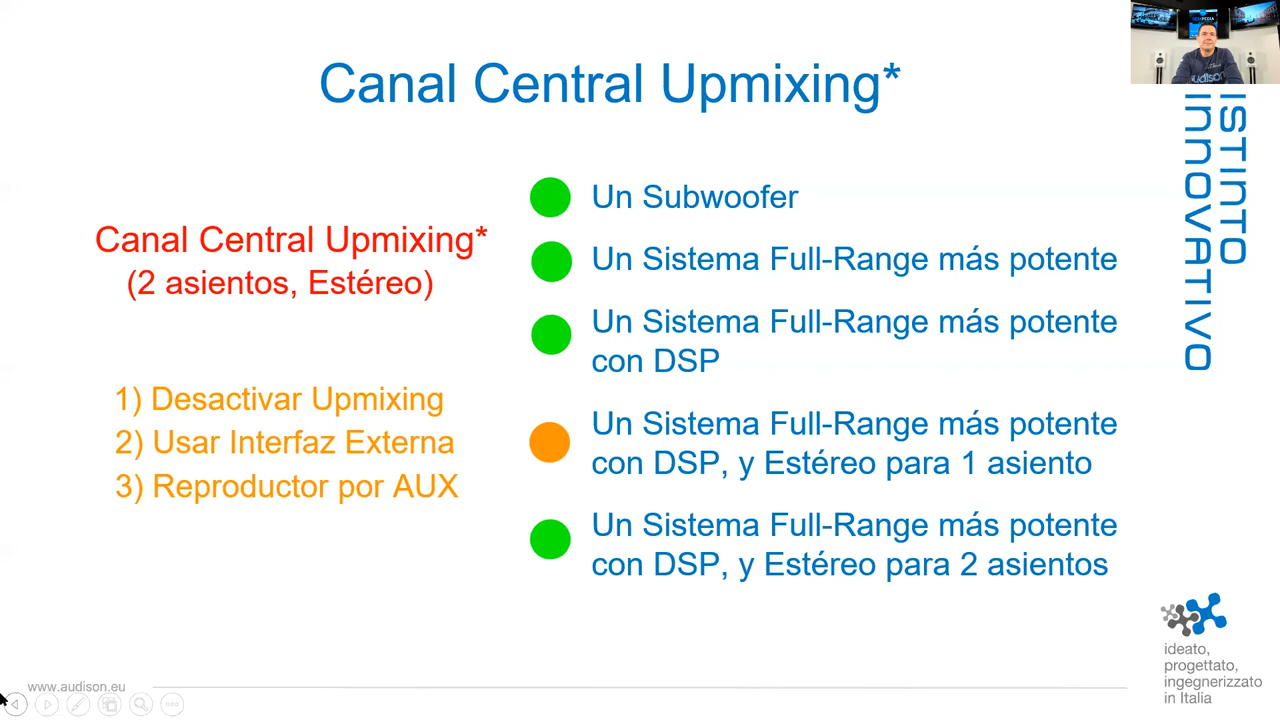 Canal Central Upmixing*
Canal Central Upmixing*
(2 asientos, Estéreo)
1) Desactivar Upmixing
2) Usar Interfaz Externa
3) Reproductor por AUX
Un Subwoofer
Un Sistema Full-Range más potente
Un Sistema Full-Range más potente
con DSP
Un Sistema Full-Range más potente
con DSP, y Estéreo para 1 asiento
Un Sistema Full-Range más potente
con DSP, y Estéreo para 2 asientos
ISTINTO
INNOVATIVO
audison
ideato,
progettato,
ingegnerizzato
in Italia
www.audison.eu